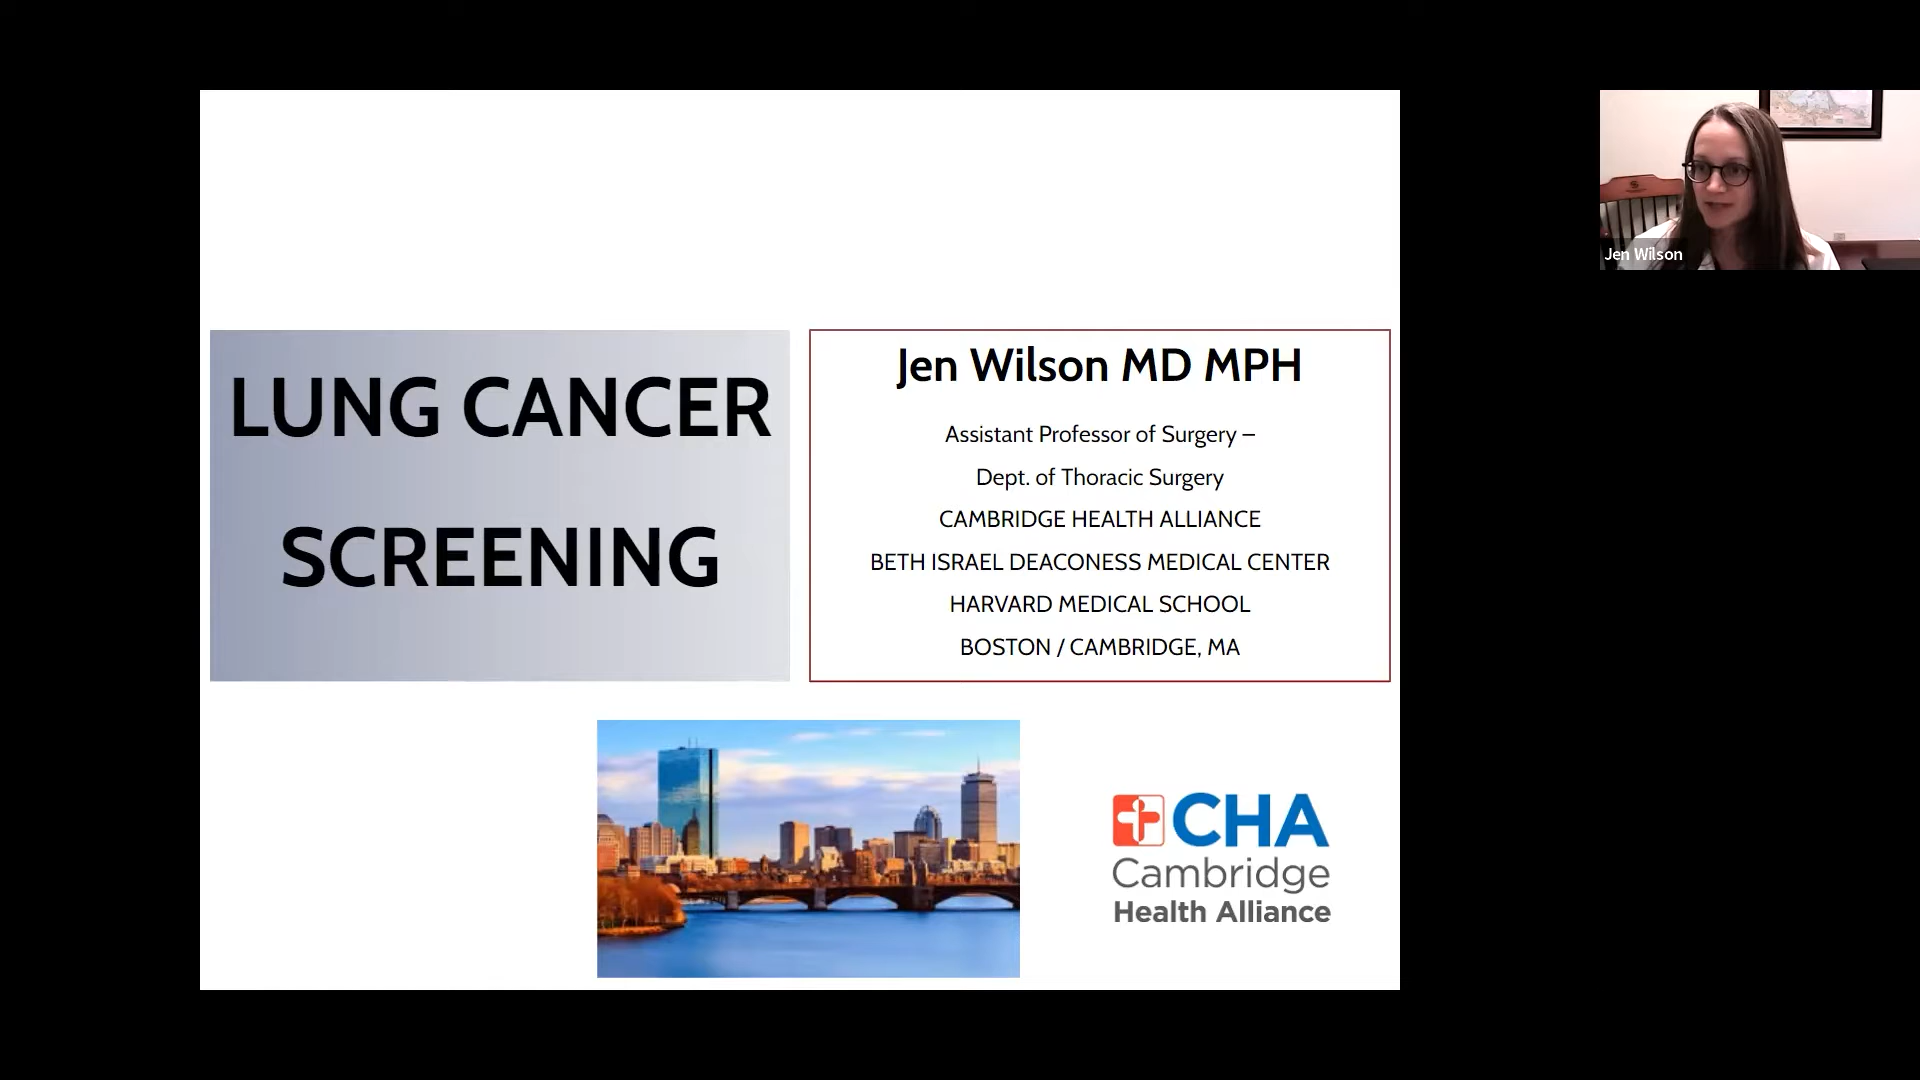 LUNG CANCER
SCREENING
Jen Wilson MD MPH
Assistant Professor of Surgery –
Dept. of Thoracic Surgery
CAMBRIDGE HEALTH ALLIANCE
BETH ISRAEL DEACONESS MEDICAL CENTER
HARVARD MEDICAL SCHOOL
BOSTON / CAMBRIDGE, MA
CHA
Cambridge
Health Alliance
Jen Wilson